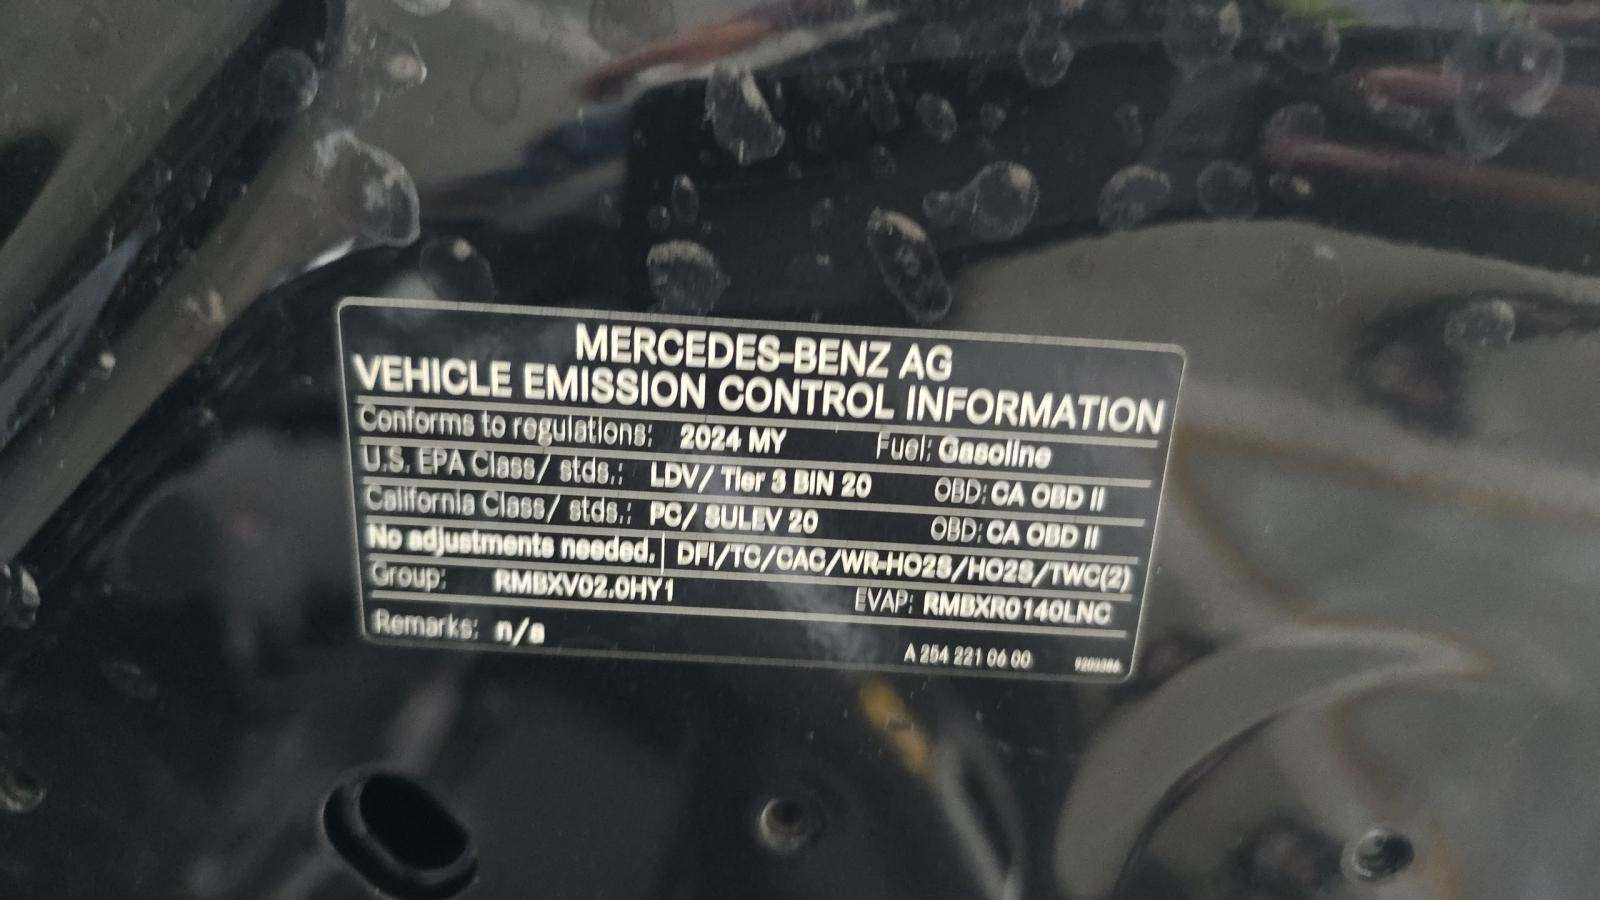 MERCEDES-BENZ AG
VEHICLE EMISSION CONTROL INFORMATION
Conforms to regulations: 2024 MY Fuel: Gasoline
U.S. EPA Class/ stds.: LDV/ Tier 3 BIN 20 OBD: CA OBD II
California Class/ stds.: PC/ SULEV 20 OBD: CA OBD II
No adjustments needed. DFI/TC/CAC/WR-HO2S/HO2S/TWC(2)
Group: RMBXV02.0HY1 EVAP: RMBXR0140LNC
Remarks: n/a
A 254 221 06 00